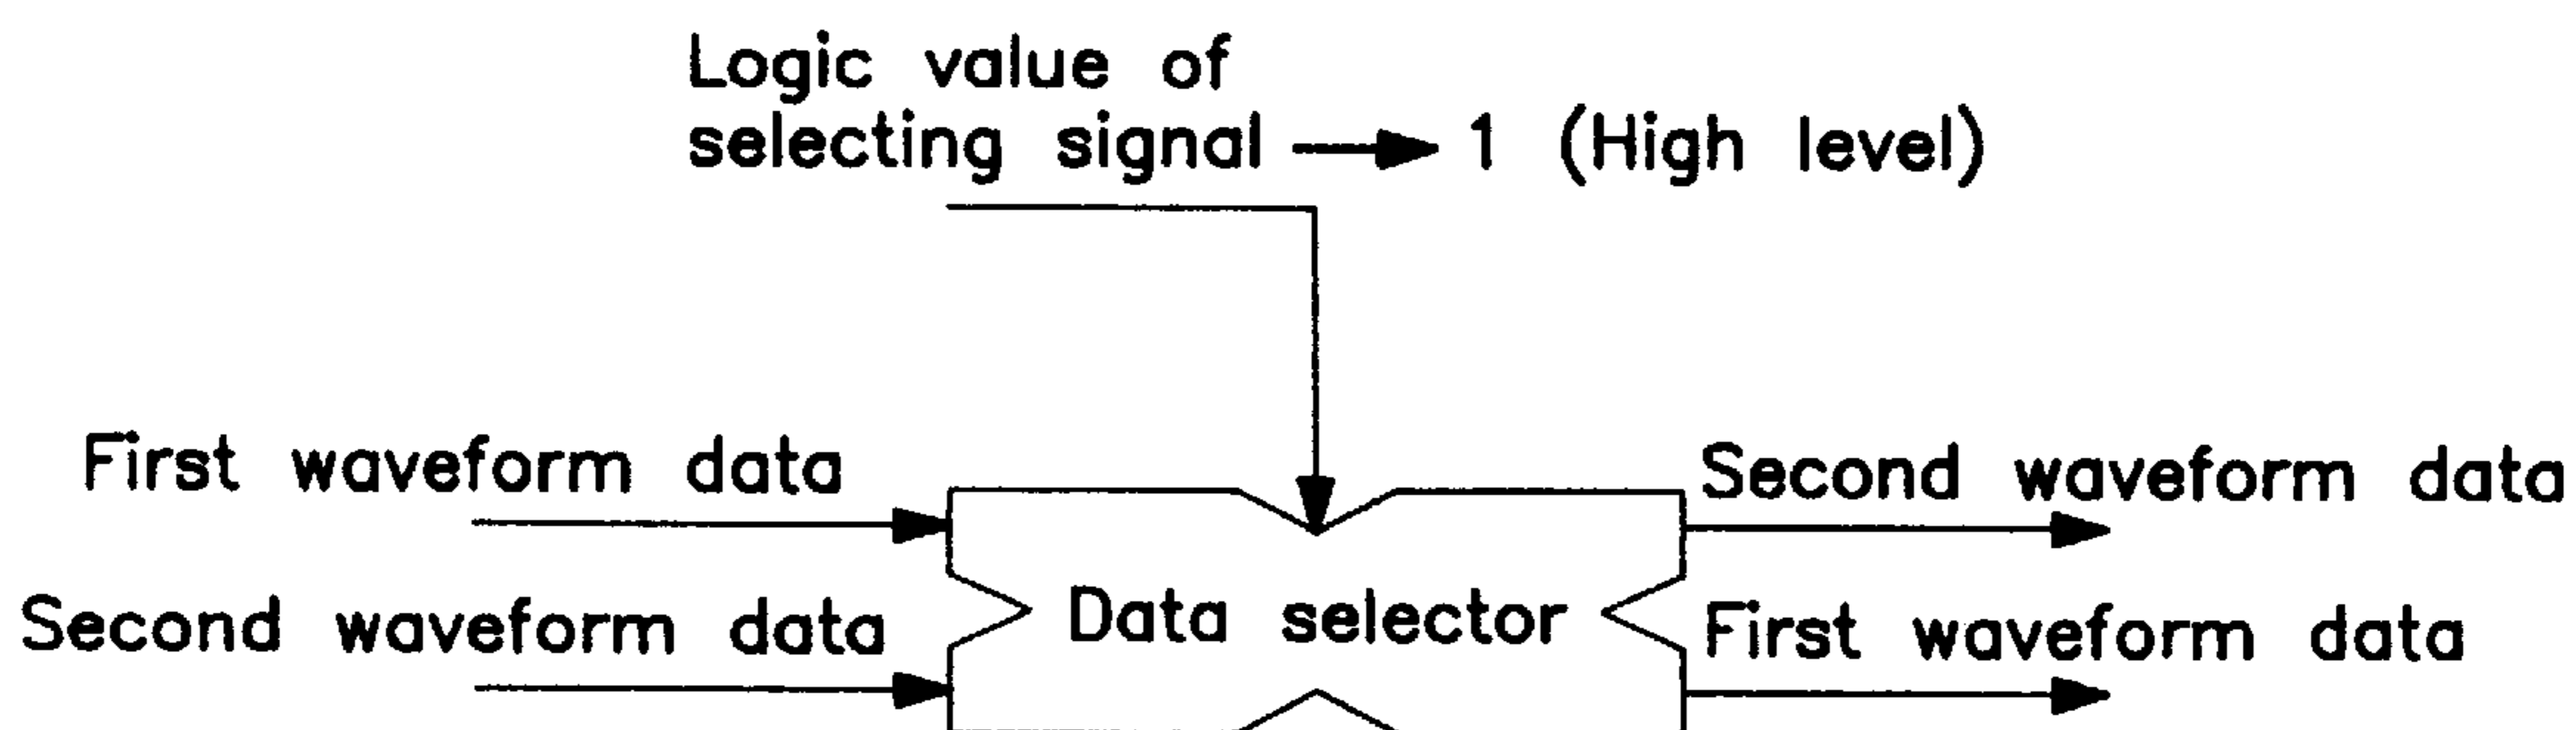 Logic value of
selecting signal → 1 (High level)
First waveform data
Second waveform data
Second waveform data
Data selector
First waveform data